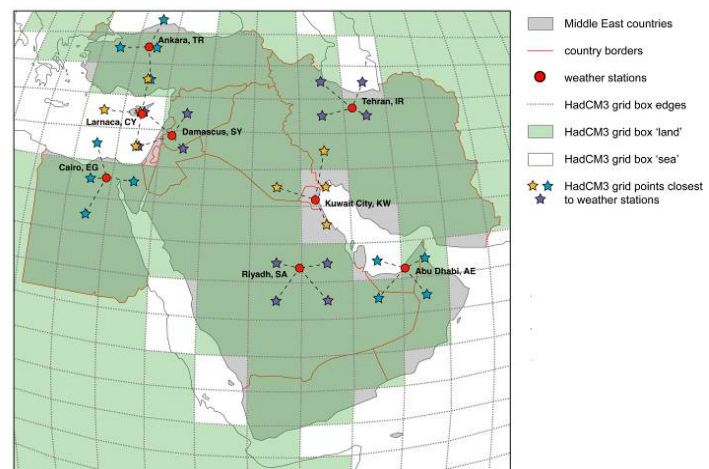 Ankara, TR
Tehran, IR
Larnaca, CY
Damascus, SY
Cairo, EG
Kuwait City, KW
Riyadh, SA
Abu Dhabi, AE
Middle East countries
country borders
weather stations
HadCM3 grid box edges
HadCM3 grid box 'land'
HadCM3 grid box 'sea'
HadCM3 grid points closest
to weather stations